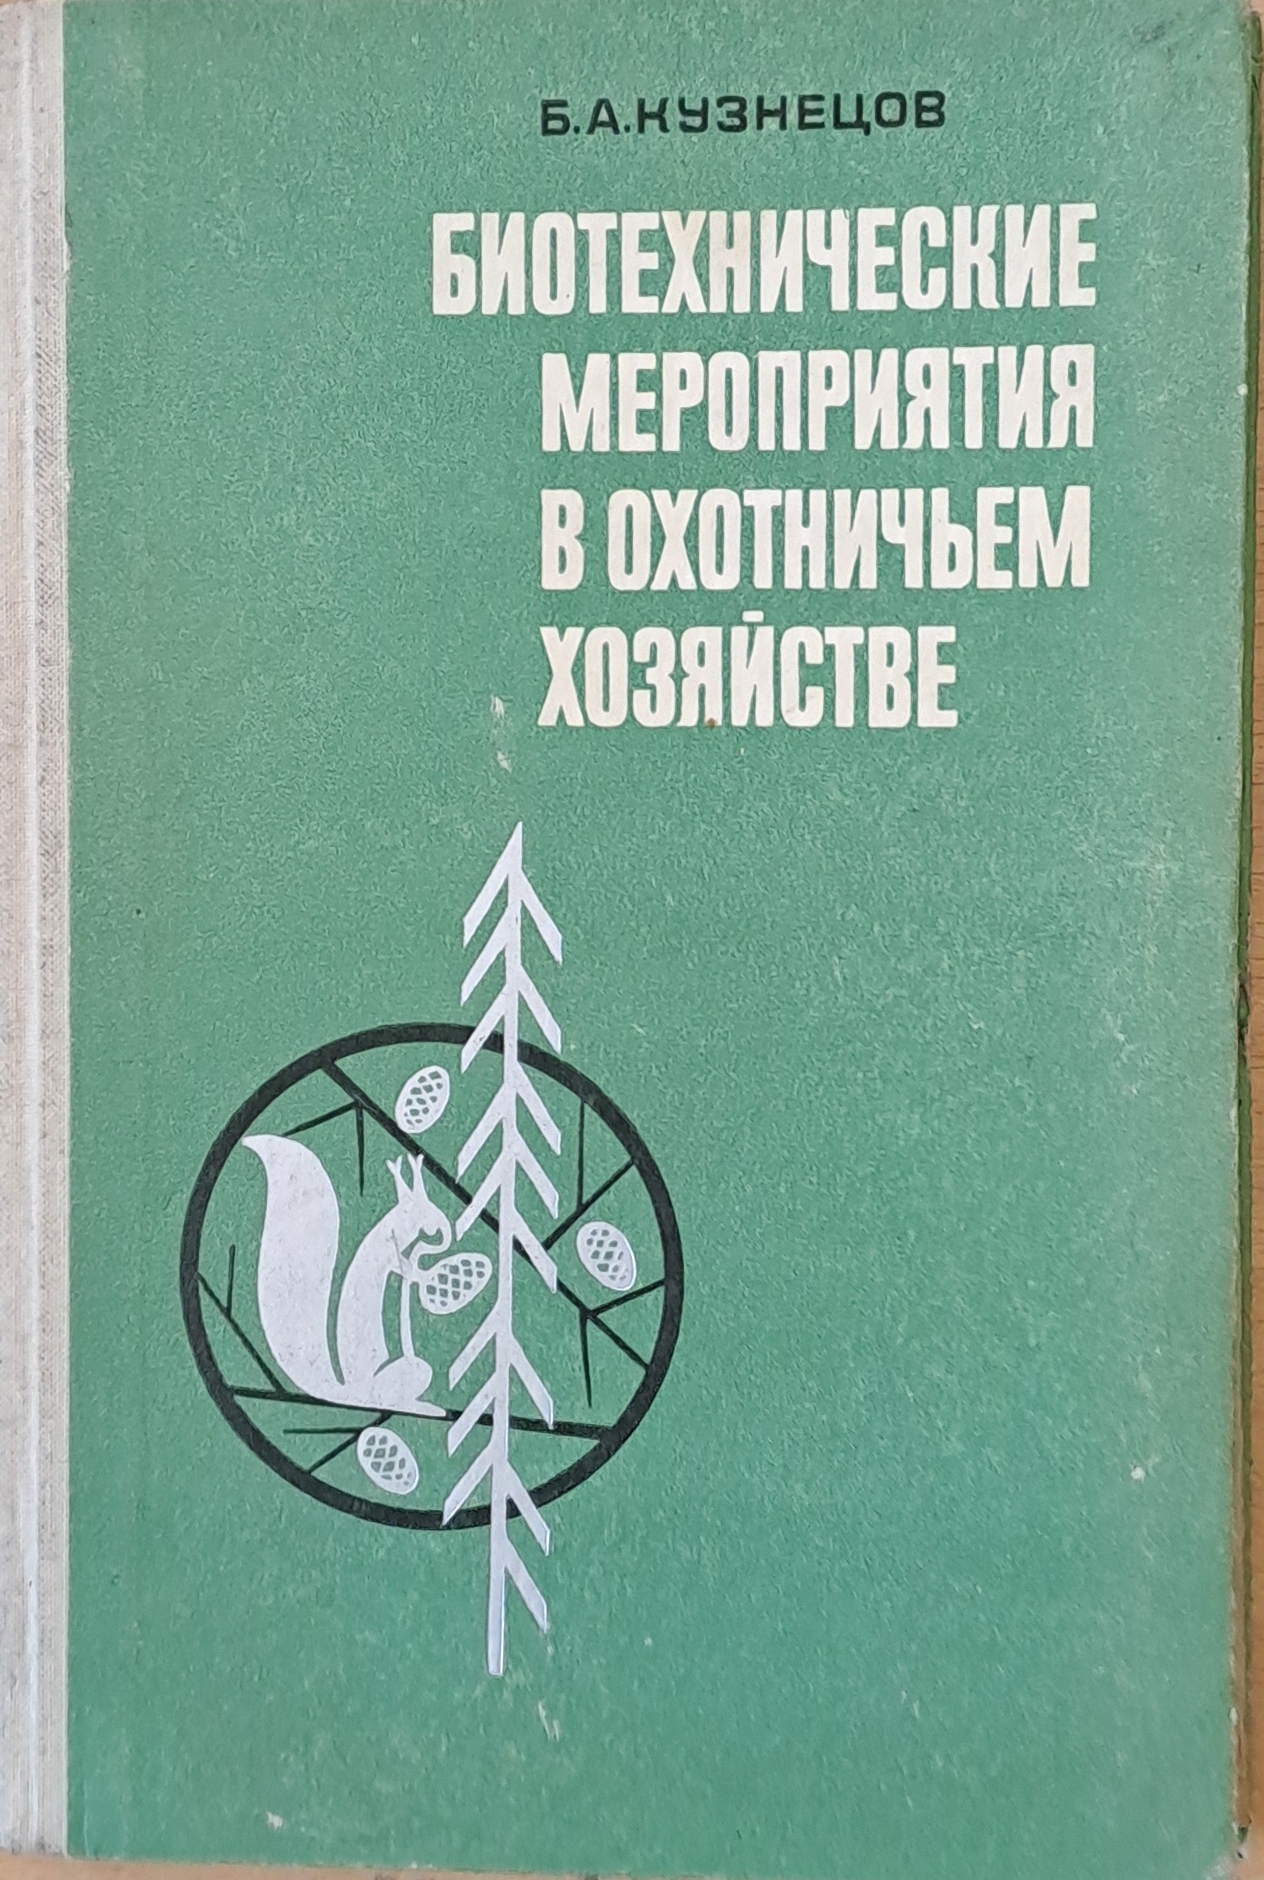 Б.А.КУЗНЕЦОВ
БИОТЕХНИЧЕСКИЕ
МЕРОПРИЯТИЯ
В ОХОТНИЧЬЕМ
ХОЗЯЙСТВЕ